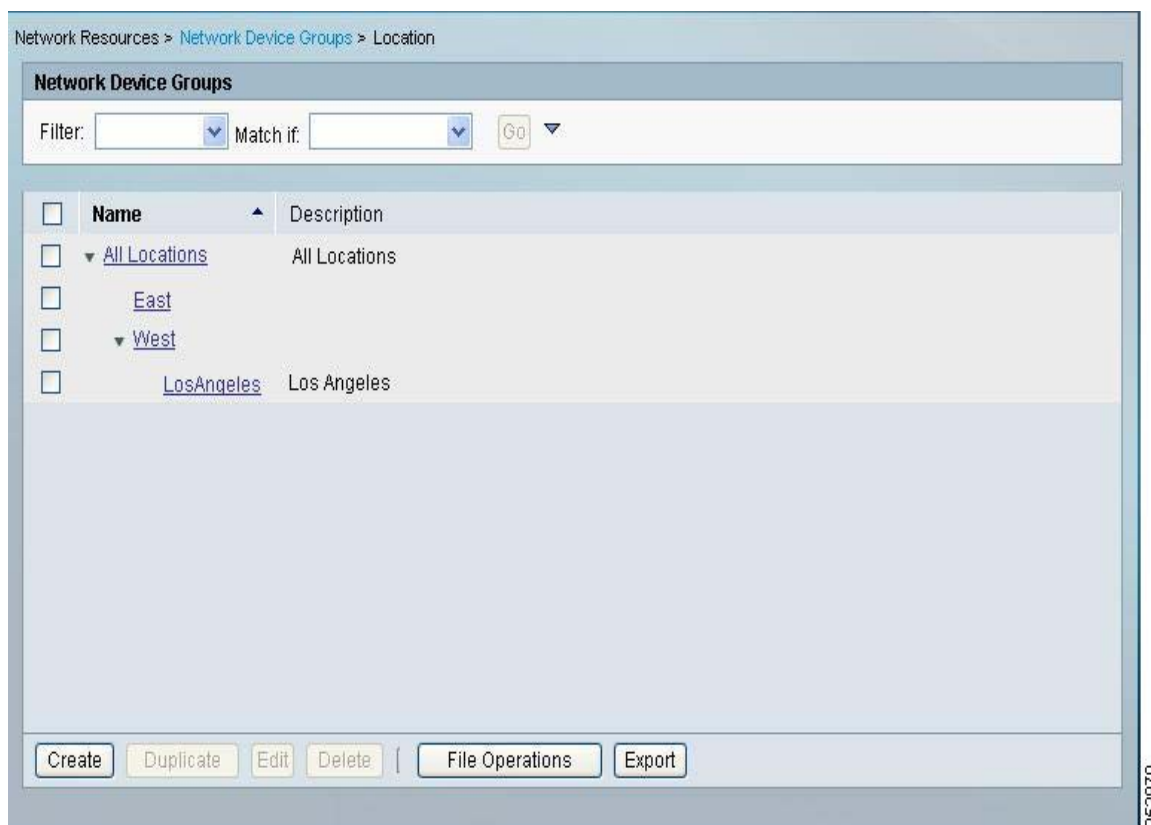 Network Resources > Network Device Groups > Location
Network Device Groups
Filter: Match if: Go
Name Description
All Locations All Locations
East
West
LosAngeles Los Angeles
Create Duplicate Edit Delete | File Operations Export